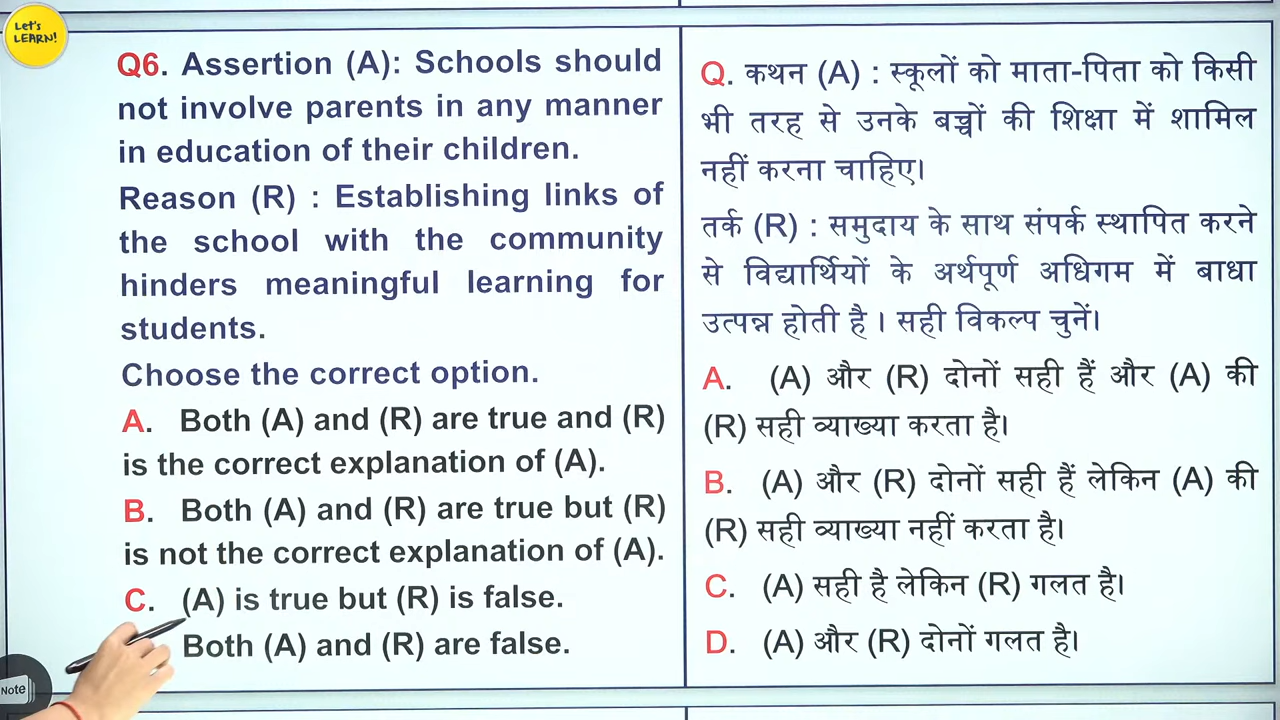 Let's
LEARN!
Q6. Assertion (A): Schools should
not involve parents in any manner
in education of their children.
Reason (R) : Establishing links of
the school with the community
hinders meaningful learning for
students.
Choose the correct option.
A. Both (A) and (R) are true and (R)
is the correct explanation of (A).
B. Both (A) and (R) are true but (R)
is not the correct explanation of (A).
C. (A) is true but (R) is false.
Both (A) and (R) are false.
Q. कथन (A) : स्कूलों को माता-पिता को किसी
भी तरह से उनके बच्चों की शिक्षा में शामिल
नहीं करना चाहिए।
तर्क (R) : समुदाय के साथ संपर्क स्थापित करने
से विद्यार्थियों के अर्थपूर्ण अधिगम में बाधा
उत्पन्न होती है । सही विकल्प चुनें।
A. (A) और (R) दोनों सही हैं और (A) की
(R) सही व्याख्या करता है।
B. (A) और (R) दोनों सही हैं लेकिन (A) की
(R) सही व्याख्या नहीं करता है।
C. (A) सही है लेकिन (R) गलत है।
D. (A) और (R) दोनों गलत है।
Note